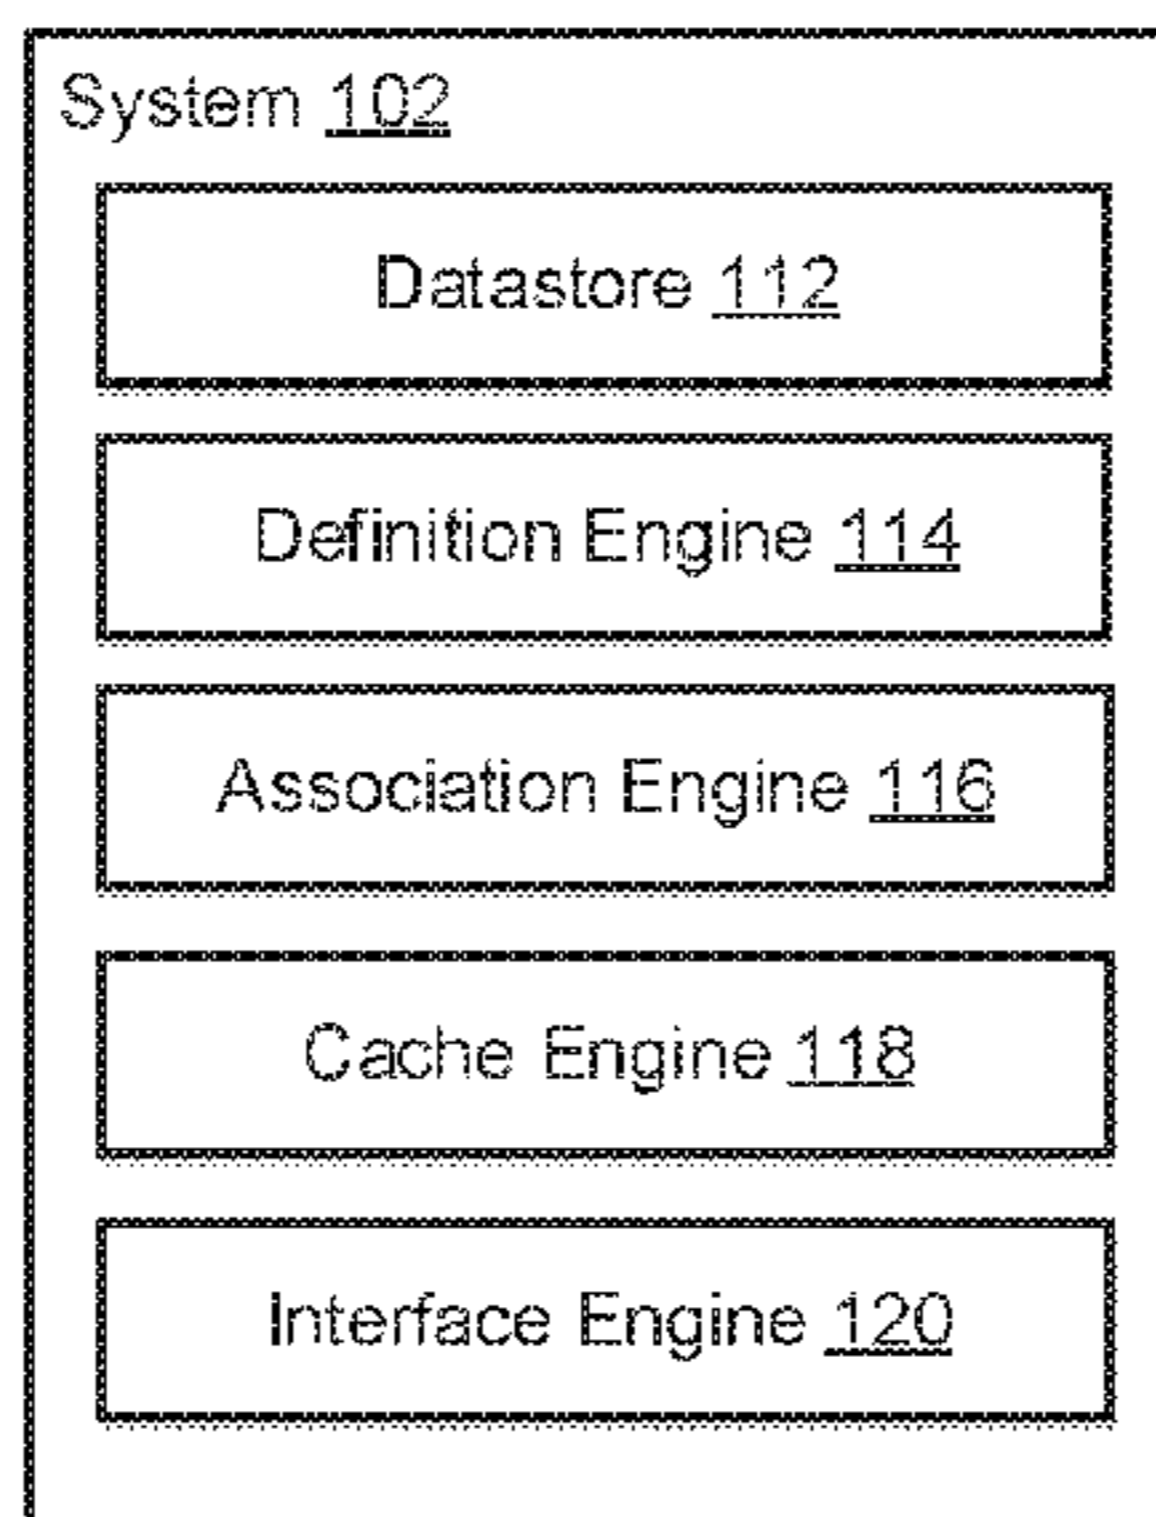 System 102
Datastore 112
Definition Engine 114
Association Engine 116
Cache Engine 118
Interface Engine 120